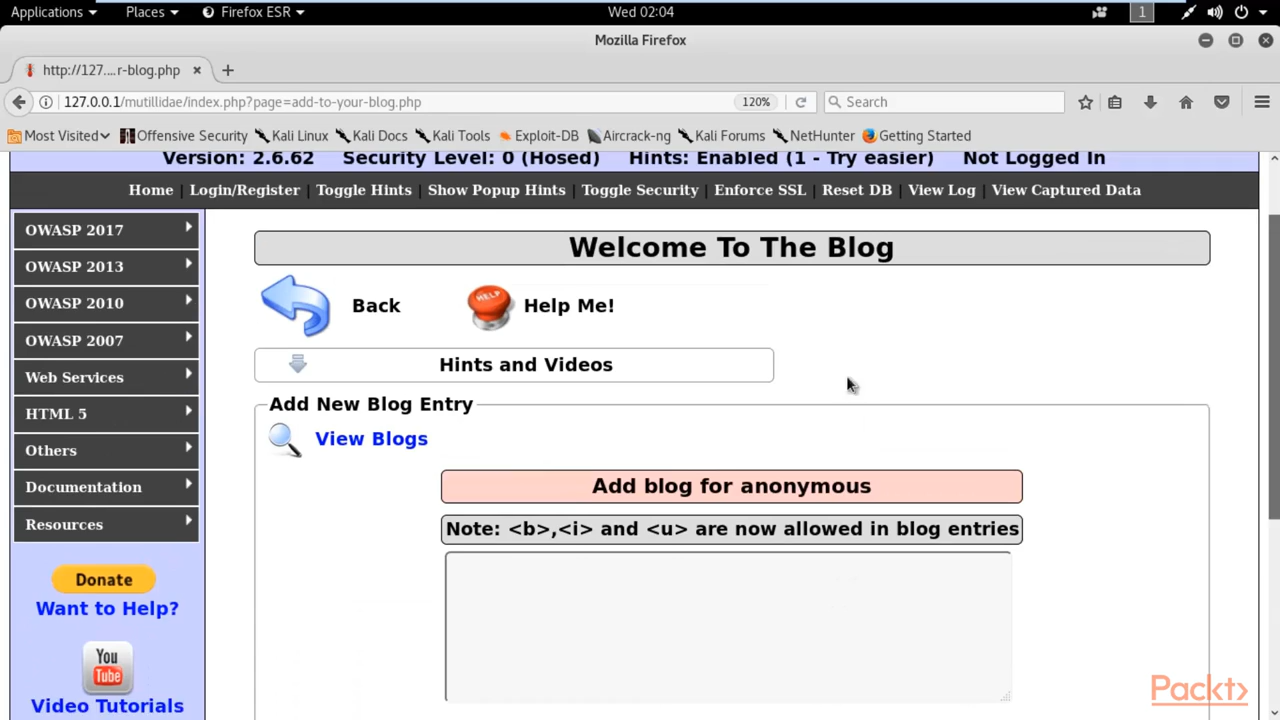 Applications Places Firefox ESR Wed 02:04 1
Mozilla Firefox
http://127....r-blog.php
127.0.0.1/mutillidae/index.php?page=add-to-your-blog.php 120% Search
Most Visited Offensive Security Kali Linux Kali Docs Kali Tools Exploit-DB Aircrack-ng Kali Forums NetHunter Getting Started
Version: 2.6.62 Security Level: 0 (Hosed) Hints: Enabled (1 - Try easier) Not Logged In
Home | Login/Register | Toggle Hints | Show Popup Hints | Toggle Security | Enforce SSL | Reset DB | View Log | View Captured Data
OWASP 2017
OWASP 2013
OWASP 2010
OWASP 2007
Web Services
HTML 5
Others
Documentation
Resources
Donate
Want to Help?
You
Tube
Video Tutorials
Welcome To The Blog
Back HELP Help Me!
Hints and Videos
Add New Blog Entry
View Blogs
Add blog for anonymous
Note: <b>,<i> and <u> are now allowed in blog entries
Packt>